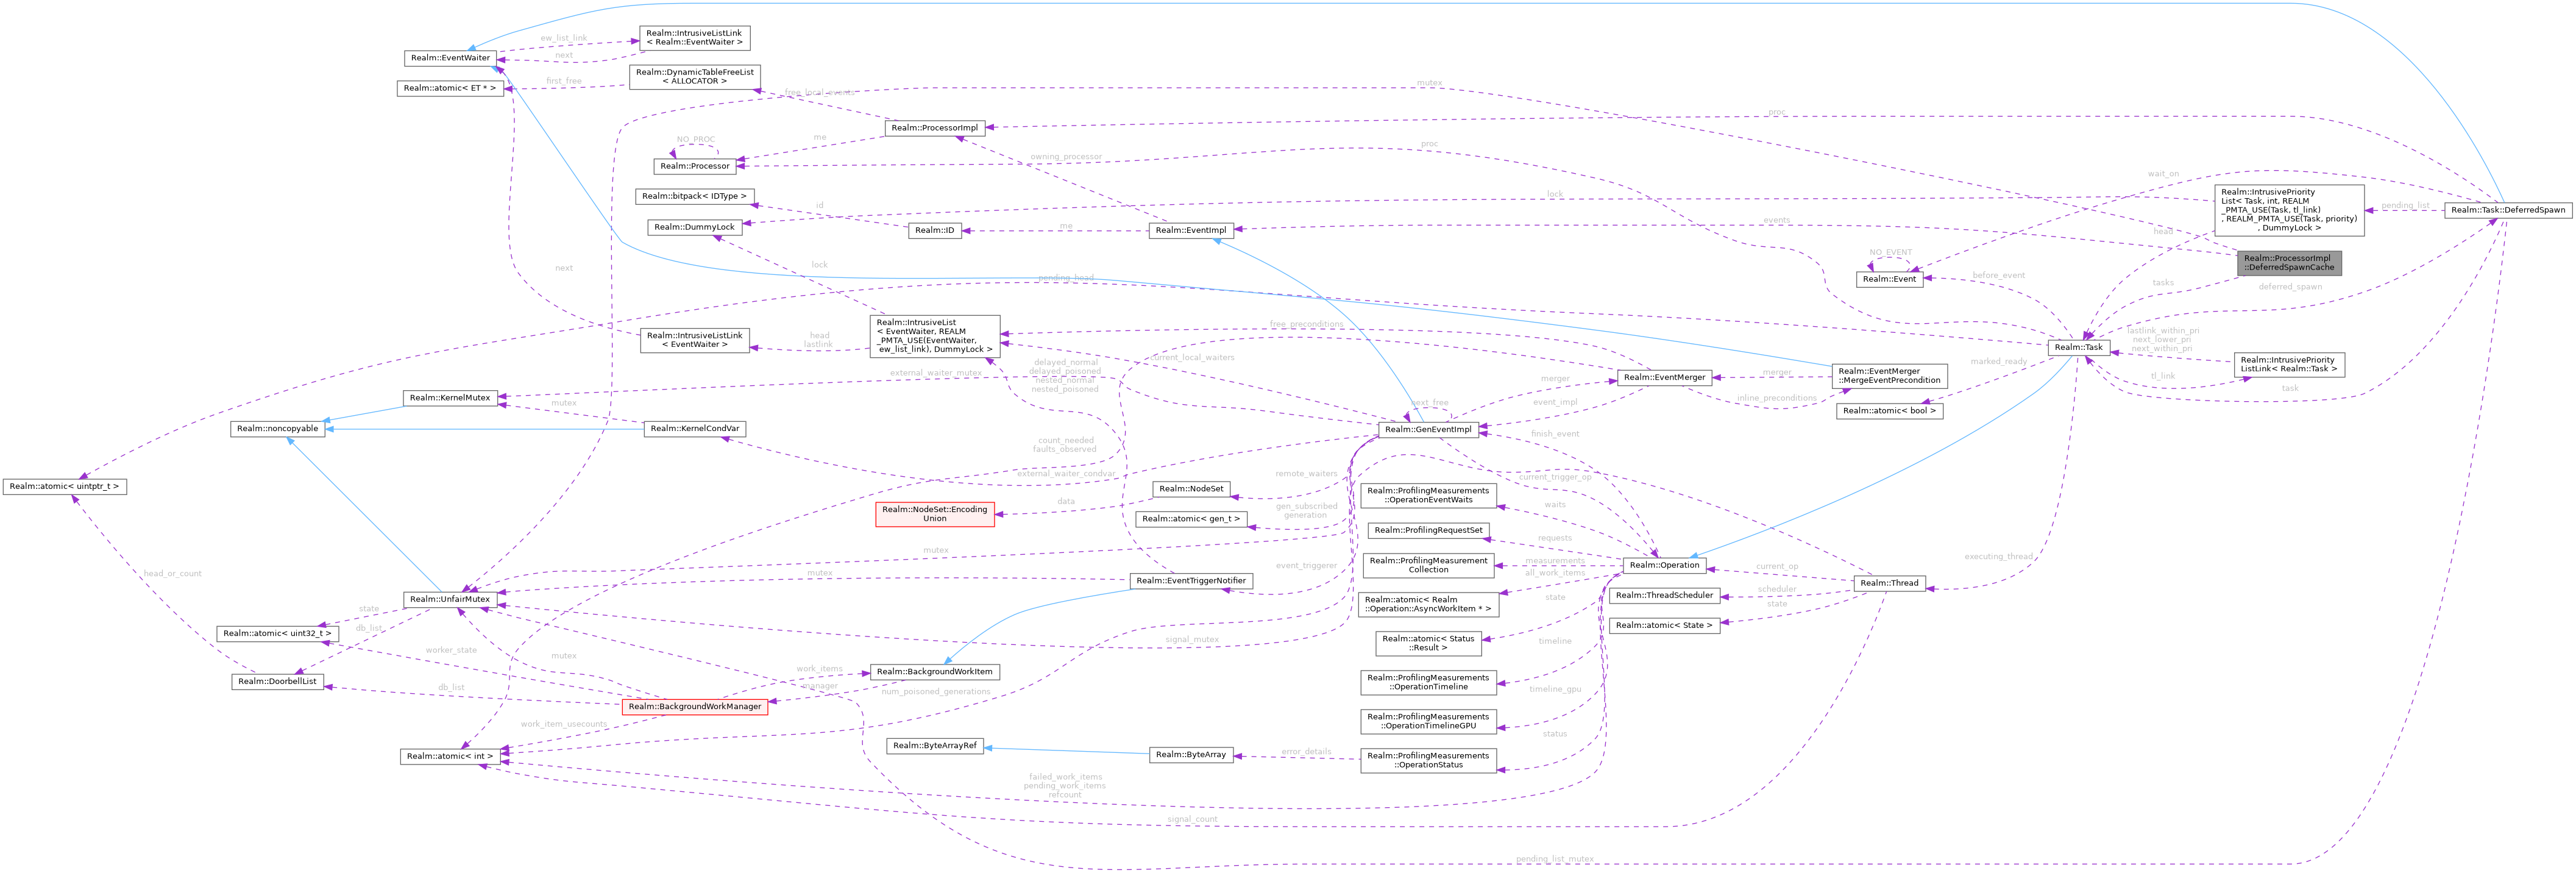 Realm::EventWaiter
ew_list_link
next
Realm::IntrusiveListLink
< Realm::EventWaiter >
Realm::atomic< ET * >
first_free
Realm::DynamicTableFreeList
< ALLOCATOR >
free_local_events
mutex
Realm::ProcessorImpl
proc
me
NO_PROC
Realm::Processor
owning_processor
proc
wait_on
Realm::bitpack< IDType >
id
lock
Realm::IntrusivePriority
List< Task, int, REALM
_PMTA_USE(Task, tl_link)
, REALM_PMTA_USE(Task, priority)
, DummyLock >
pending_list
Realm::Task::DeferredSpawn
Realm::DummyLock
Realm::ID
me
Realm::EventImpl
events
head
NO_EVENT
Realm::Event
before_event
Realm::ProcessorImpl
::DeferredSpawnCache
tasks
deferred_spawn
next
lock
pending_head
Realm::IntrusiveListLink
< EventWaiter >
head
lastlink
Realm::IntrusiveList
< EventWaiter, REALM
_PMTA_USE(EventWaiter,
ew_list_link), DummyLock >
free_preconditions
current_local_waiters
delayed_normal
delayed_poisoned
nested_normal
nested_poisoned
external_waiter_mutex
Realm::Task
lastlink_within_pri
next_lower_pri
next_within_pri
tl_link
Realm::IntrusivePriority
ListLink< Realm::Task >
task
marked_ready
Realm::atomic< bool >
Realm::EventMerger
::MergeEventPrecondition
merger
Realm::EventMerger
merger
inline_preconditions
event_impl
next_free
Realm::GenEventImpl
finish_event
Realm::KernelMutex
mutex
Realm::noncopyable
Realm::KernelCondVar
count_needed
faults_observed
external_waiter_condvar
remote_waiters
current_trigger_op
Realm::atomic< uintptr_t >
Realm::NodeSet::Encoding
Union
data
Realm::NodeSet
Realm::atomic< gen_t >
gen_subscribed
generation
Realm::ProfilingMeasurements
::OperationEventWaits
waits
Realm::ProfilingRequestSet
requests
Realm::ProfilingMeasurement
Collection
measurements
all_work_items
Realm::Operation
executing_thread
current_op
Realm::Thread
scheduler
state
Realm::ThreadScheduler
Realm::atomic< State >
Realm::atomic< Realm
::Operation::AsyncWorkItem * >
state
Realm::atomic< Status
::Result >
timeline
Realm::ProfilingMeasurements
::OperationTimeline
timeline_gpu
Realm::ProfilingMeasurements
::OperationTimelineGPU
status
Realm::ProfilingMeasurements
::OperationStatus
mutex
mutex
event_triggerer
Realm::EventTriggerNotifier
head_or_count
Realm::UnfairMutex
state
db_list
Realm::atomic< uint32_t >
worker_state
mutex
signal_mutex
Realm::DoorbellList
db_list
Realm::BackgroundWorkManager
work_items
manager
Realm::BackgroundWorkItem
num_poisoned_generations
work_item_usecounts
Realm::atomic< int >
Realm::ByteArrayRef
Realm::ByteArray
error_details
failed_work_items
pending_work_items
refcount
signal_count
pending_list_mutex